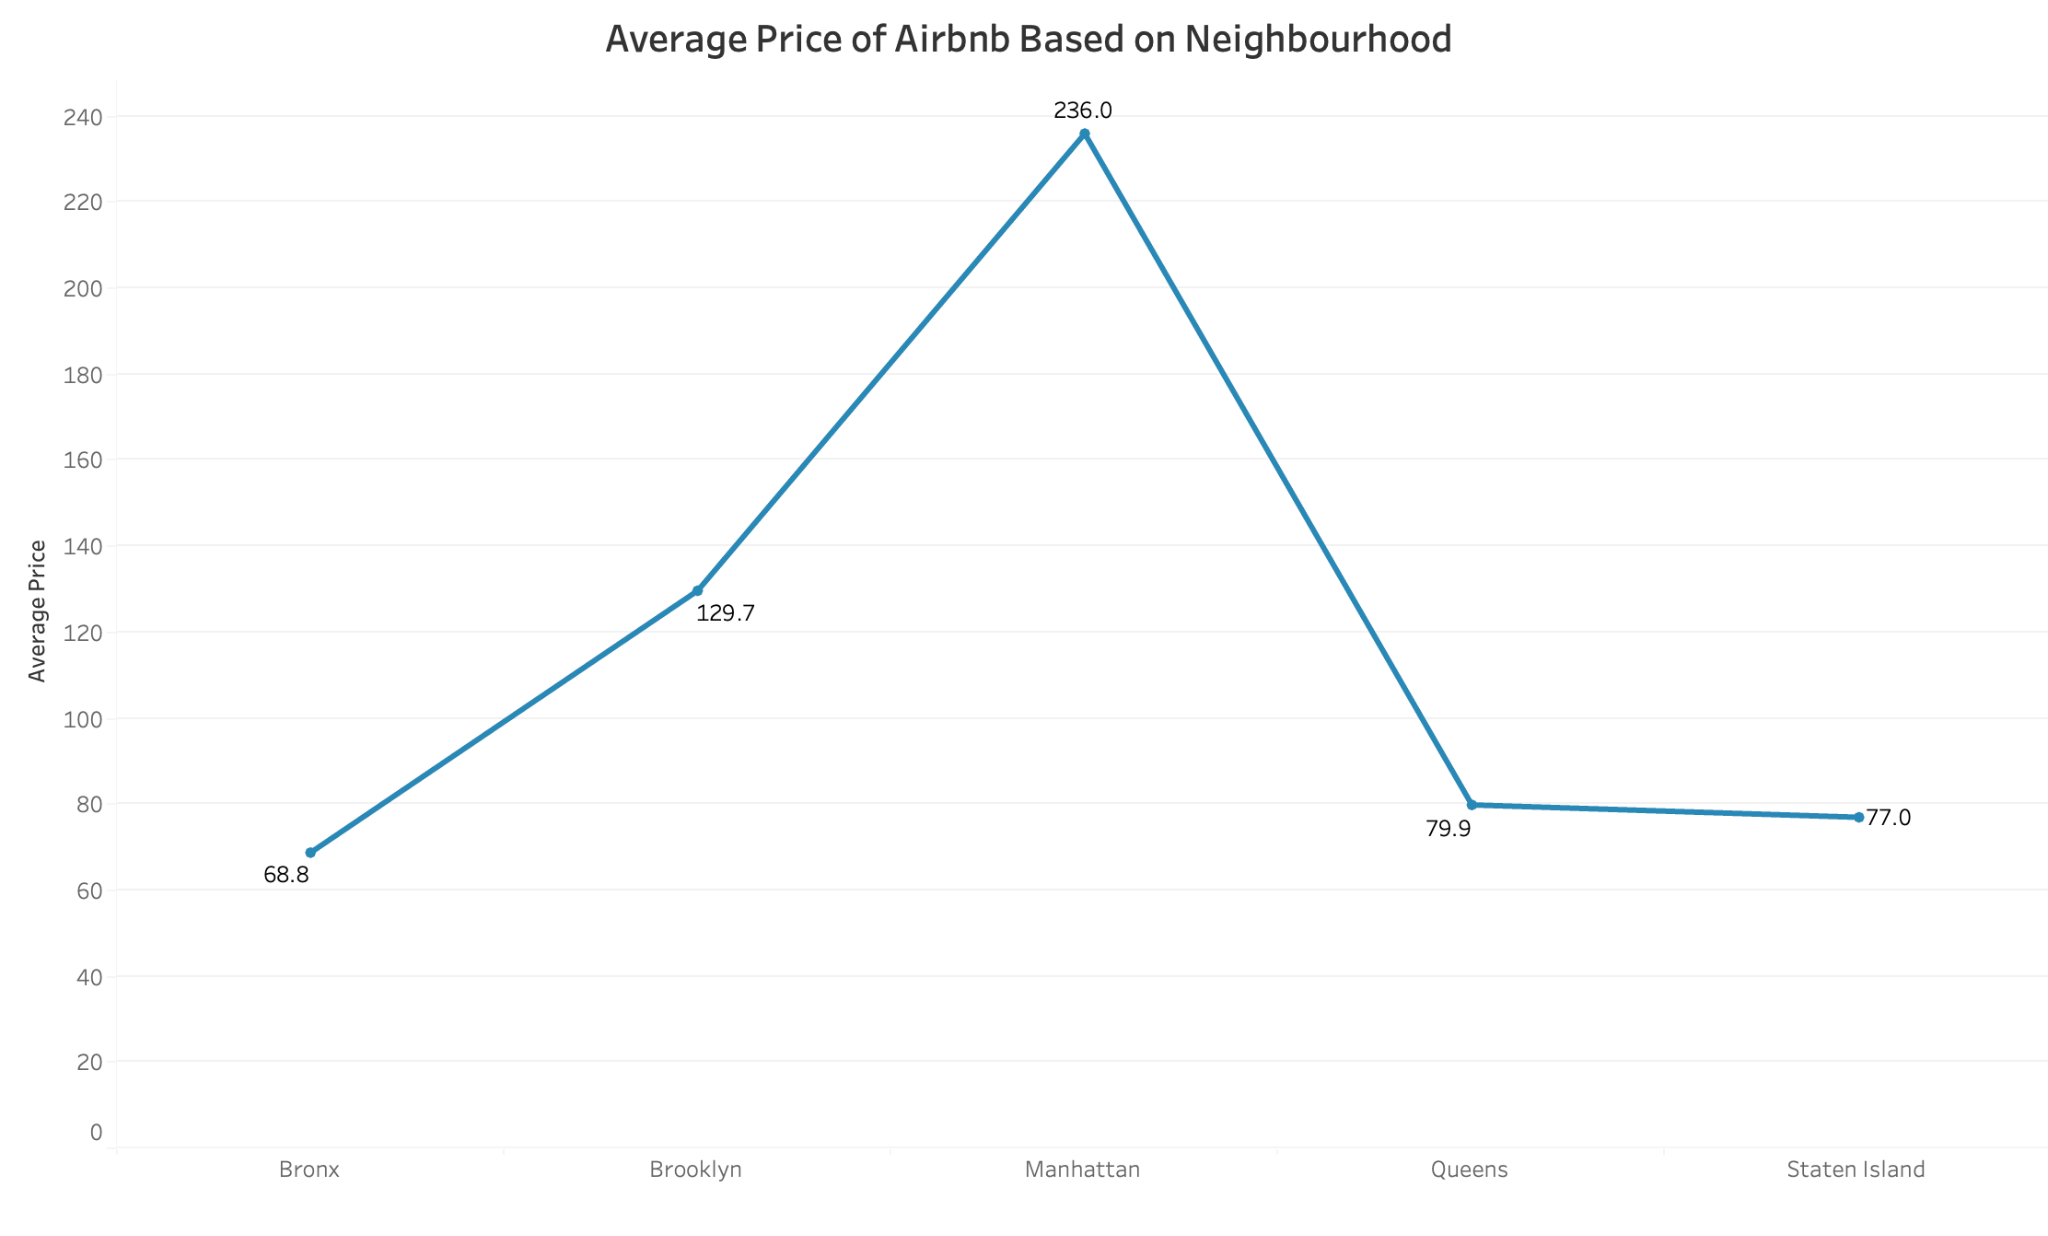 Average Price of Airbnb Based on Neighbourhood
Average Price
240
220
200
180
160
140
120
100
80
60
40
20
0
236.0
129.7
68.8
79.9
77.0
Bronx
Brooklyn
Manhattan
Queens
Staten Island